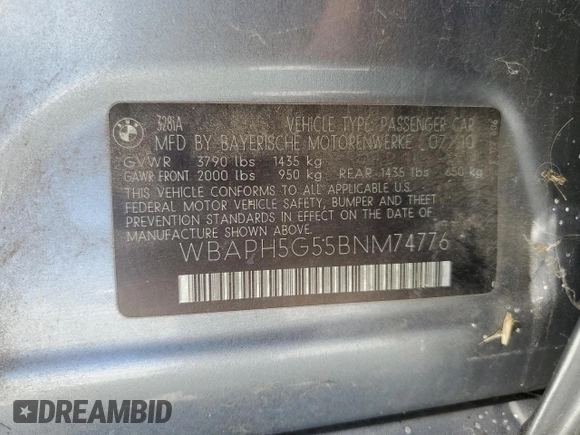 BMW
328iA VEHICLE TYPE: PASSENGER CAR
MFD BY BAYERISCHE MOTORENWERKE 07/10
GVWR 3790 lbs 1435 kg
GAWR FRONT 2000 lbs 950 kg REAR 1435 lbs 650 kg
THIS VEHICLE CONFORMS TO ALL APPLICABLE U.S.
FEDERAL MOTOR VEHICLE SAFETY, BUMPER AND THEFT
PREVENTION STANDARDS IN EFFECT ON THE DATE OF
MANUFACTURE SHOWN ABOVE.
WBAPH5G55BNM74776
DREAMBID